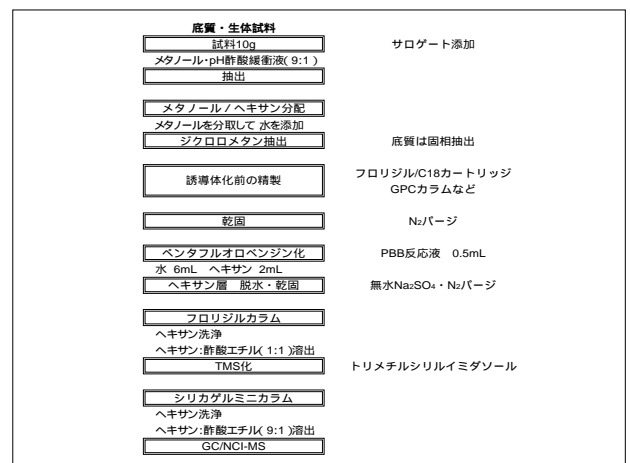 底質・生体試料
試料10g サロゲート添加
メタノール・pH酢酸緩衝液(9:1)
抽出
メタノール/ヘキサン分配
メタノールを分取して 水を添加
ジクロロメタン抽出 底質は固相抽出
誘導体化前の精製 フロリジル/C18カートリッジ
GPCカラムなど
乾固 N2パージ
ペンタフルオロベンジン化 PBB反応液 0.5mL
水 6mL ヘキサン 2mL
ヘキサン層 脱水・乾固 無水Na2SO4・N2パージ
フロリジルカラム
ヘキサン洗浄
ヘキサン:酢酸エチル(1:1)溶出
TMS化 トリメチルシリルイミダソール
シリカゲルミニカラム
ヘキサン洗浄
ヘキサン:酢酸エチル(9:1)溶出
GC/NCI-MS